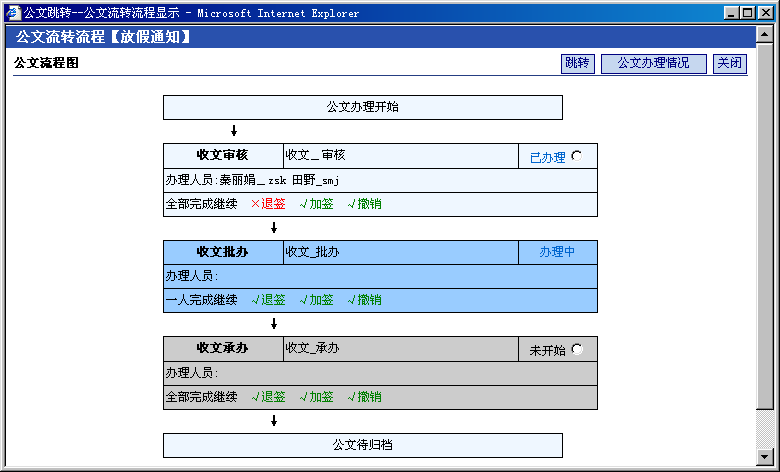 公文跳转--公文流转流程显示 - Microsoft Internet Explorer
公文流转流程【放假通知】
公文流程图 跳转 公文办理情况 关闭
公文办理开始
收文审核 收文＿审核 已办理
办理人员:秦丽娟＿zsk 田野_smj
全部完成继续 ×退签 √加签 √撤销
收文批办 收文_批办 办理中
办理人员:
一人完成继续 √退签 √加签 √撤销
收文承办 收文_承办 未开始
办理人员:
全部完成继续 √退签 √加签 √撤销
公文待归档